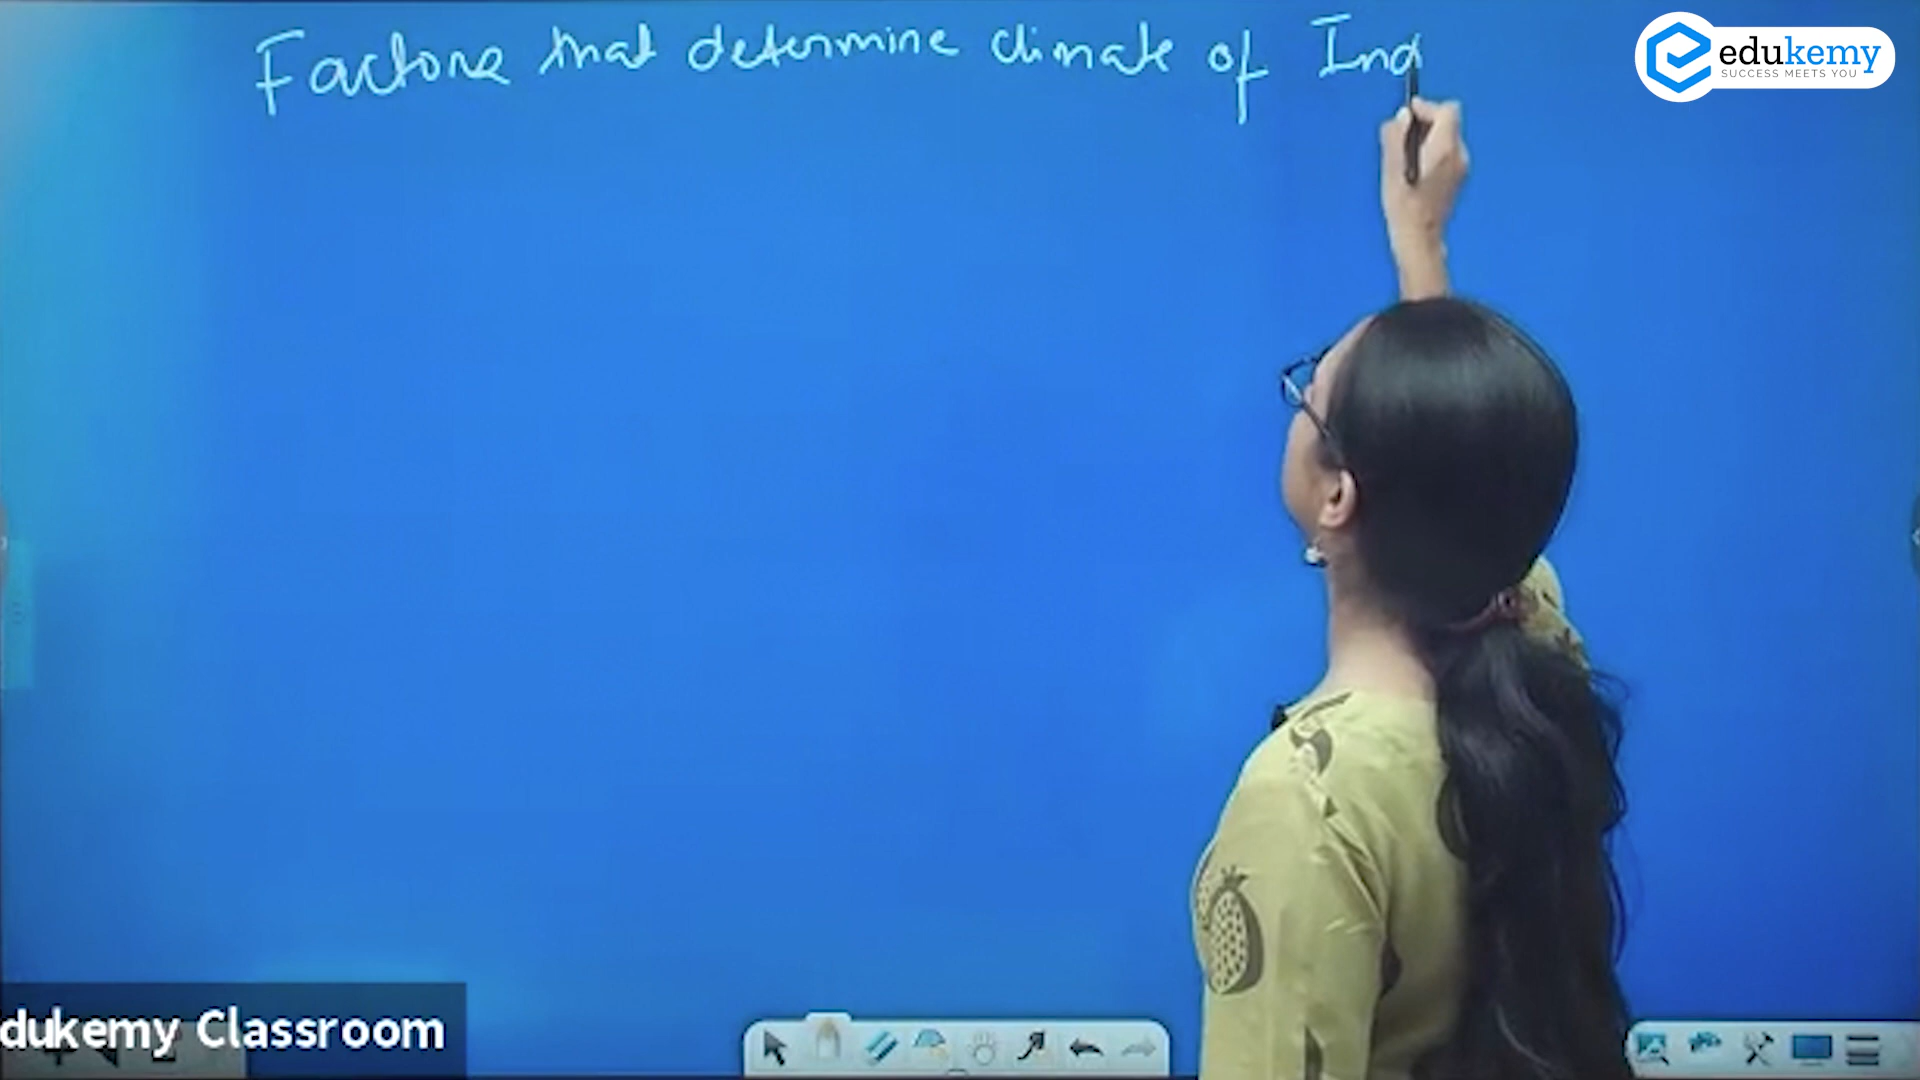 Factors that determine climate of Ind
edukemy
SUCCESS MEETS YOU
dukemy Classroom